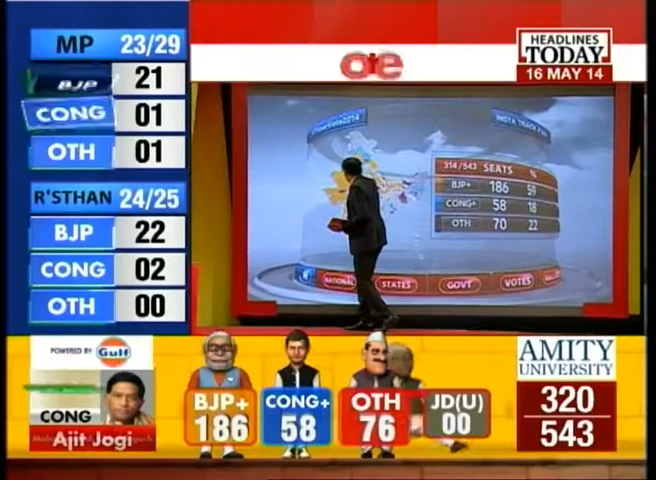 MP 23/29
BJP 21
CONG 01
OTH 01
R'STHAN 24/25
BJP 22
CONG 02
OTH 00
HEADLINES
TODAY
16 MAY 14
314/543 SEATS %
BJP+ 186 59
CONG+ 58 18
OTH 70 22
NATIONAL STATES GOVT VOTES
POWERED BY Gulf
CONG
Ajit Jogi
BJP+ 186
CONG+ 58
OTH 76
JD(U) 00
AMITY
UNIVERSITY
320
543